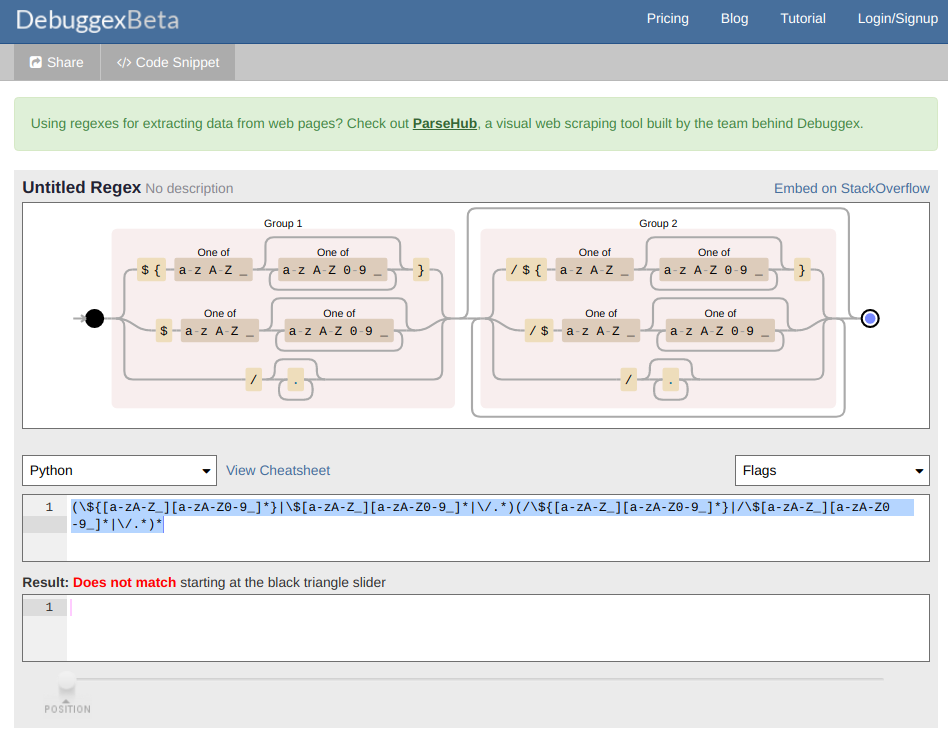 DebuggexBeta
Pricing Blog Tutorial Login/Signup
Share </> Code Snippet
Using regexes for extracting data from web pages? Check out ParseHub, a visual web scraping tool built by the team behind Debuggex.
Untitled Regex No description Embed on StackOverflow
Group 1 Group 2
One of One of One of One of
${ a-z A-Z _ a-z A-Z 0-9 _ } /${ a-z A-Z _ a-z A-Z 0-9 _ }
One of One of One of One of
$ a-z A-Z _ a-z A-Z 0-9 _ /$ a-z A-Z _ a-z A-Z 0-9 _
/ . / .
Python View Cheatsheet Flags
1 (\${[a-zA-Z_][a-zA-Z0-9_]*}|\$[a-zA-Z_][a-zA-Z0-9_]*|\/.*)(/\${[a-zA-Z_][a-zA-Z0-9_]*}|/\$[a-zA-Z_][a-zA-Z0
-9_]*|\/.*)*
Result: Does not match starting at the black triangle slider
1
POSITION